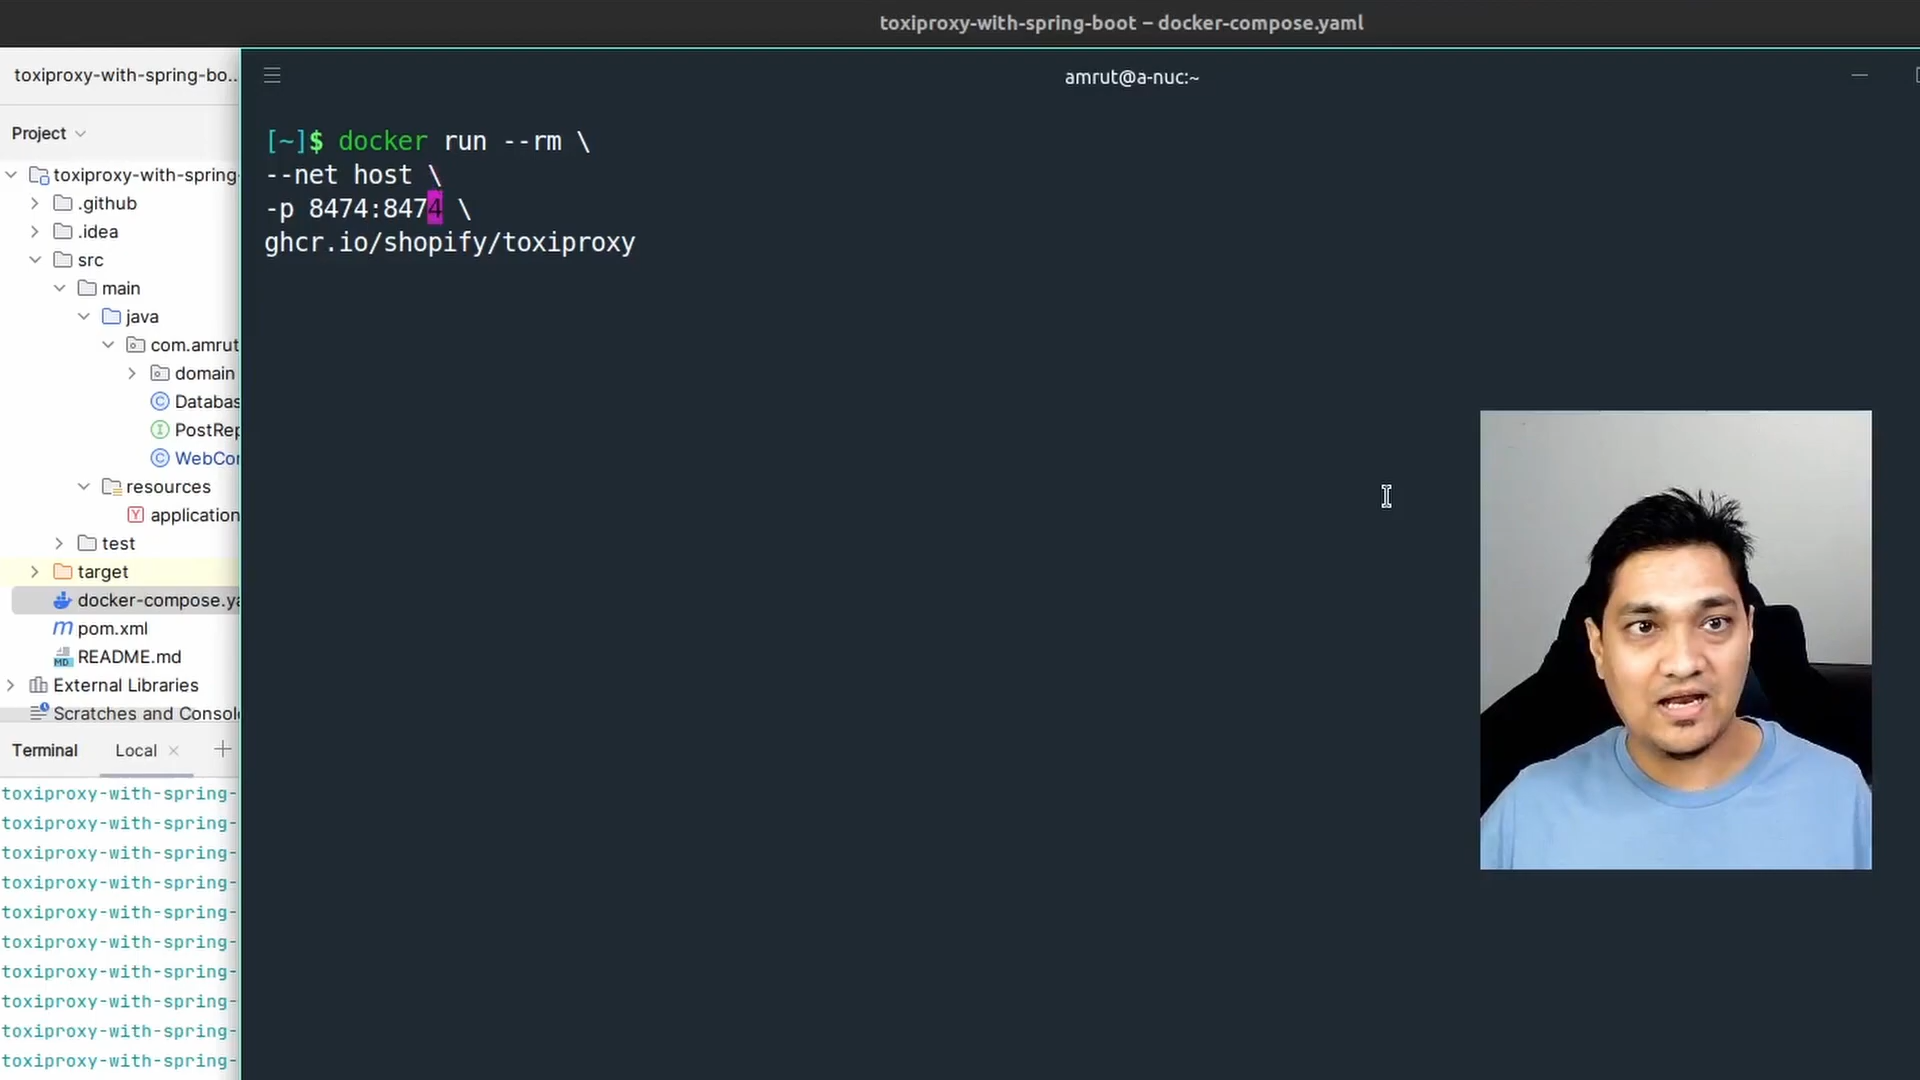 toxiproxy-with-spring-boot – docker-compose.yaml
toxiproxy-with-spring-bo..
amrut@a-nuc:~
Project
[~]$ docker run --rm \
--net host \
-p 8474:8474 \
ghcr.io/shopify/toxiproxy
toxiproxy-with-spring-
.github
.idea
src
main
java
com.amrut
domain
Databas
PostRep
WebCon
resources
application
test
target
docker-compose.ya
pom.xml
README.md
External Libraries
Scratches and Consol
Terminal
Local
toxiproxy-with-spring-
toxiproxy-with-spring-
toxiproxy-with-spring-
toxiproxy-with-spring-
toxiproxy-with-spring-
toxiproxy-with-spring-
toxiproxy-with-spring-
toxiproxy-with-spring-
toxiproxy-with-spring-
toxiproxy-with-spring-